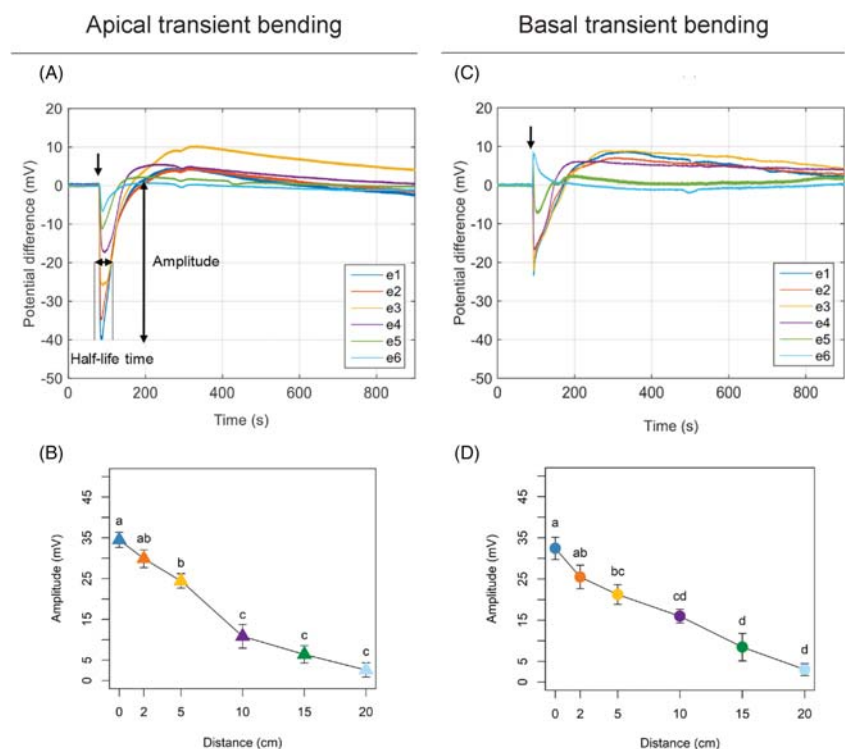 Apical transient bending
Basal transient bending
(A)
20
10
0
-10
-20
-30
-40
-50
Potential difference (mV)
Amplitude
Half-life time
e1
e2
e3
e4
e5
e6
0
200
400
600
800
Time (s)
(C)
20
10
0
-10
-20
-30
-40
-50
Potential difference (mV)
e1
e2
e3
e4
e5
e6
0
200
400
600
800
Time (s)
(B)
45
35
25
15
5
0
Amplitude (mV)
a
ab
b
c
c
c
0
2
5
10
15
20
Distance (cm)
(D)
45
35
25
15
5
0
Amplitude (mV)
a
ab
bc
cd
d
d
0
2
5
10
15
20
Distance (cm)